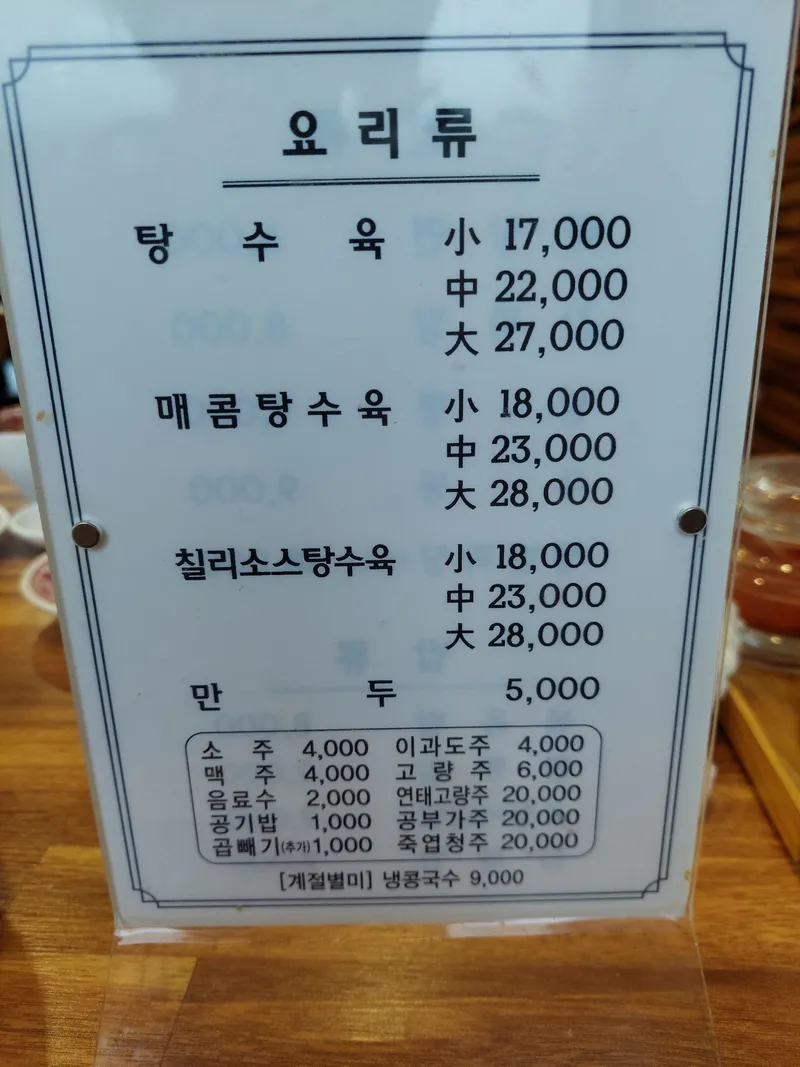 요리류
탕수육 小 17,000
中 22,000
大 27,000
매콤탕수육 小 18,000
中 23,000
大 28,000
칠리소스탕수육 小 18,000
中 23,000
大 28,000
만두 5,000
소주 4,000 이과도주 4,000
맥주 4,000 고량주 6,000
음료수 2,000 연태고량주 20,000
공기밥 1,000 공부가주 20,000
곱빼기(추가) 1,000 죽엽청주 20,000
[계절별미] 냉콩국수 9,000